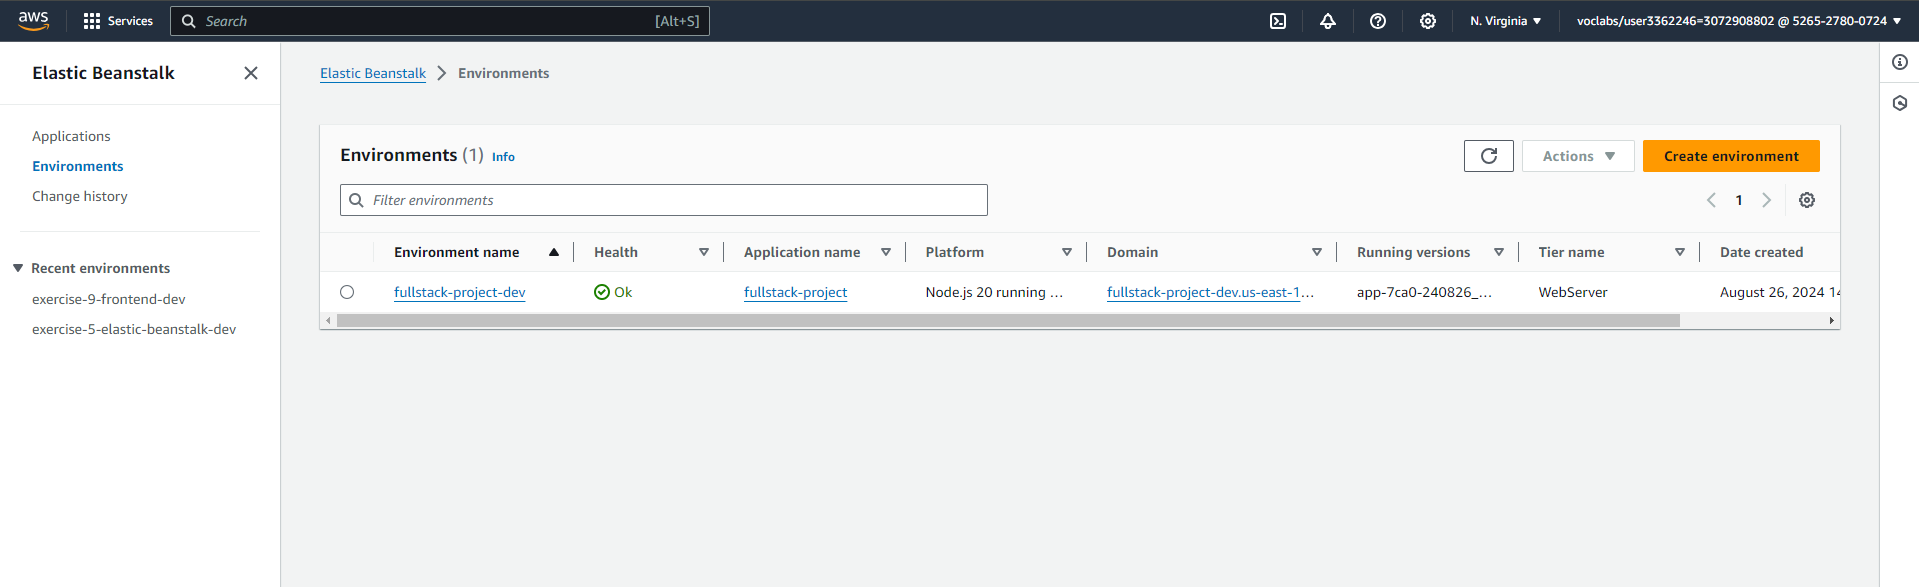 aws
Services
Search
[Alt+S]
N. Virginia
voclabs/user3362246=3072908802 @ 5265-2780-0724
Elastic Beanstalk
Applications
Environments
Change history
Recent environments
exercise-9-frontend-dev
exercise-5-elastic-beanstalk-dev
Elastic Beanstalk
Environments
Environments (1) Info
Actions
Create environment
Filter environments
1
Environment name Health Application name Platform Domain Running versions Tier name Date created
fullstack-project-dev Ok fullstack-project Node.js 20 running ... fullstack-project-dev.us-east-1... app-7ca0-240826_... WebServer August 26, 2024 14